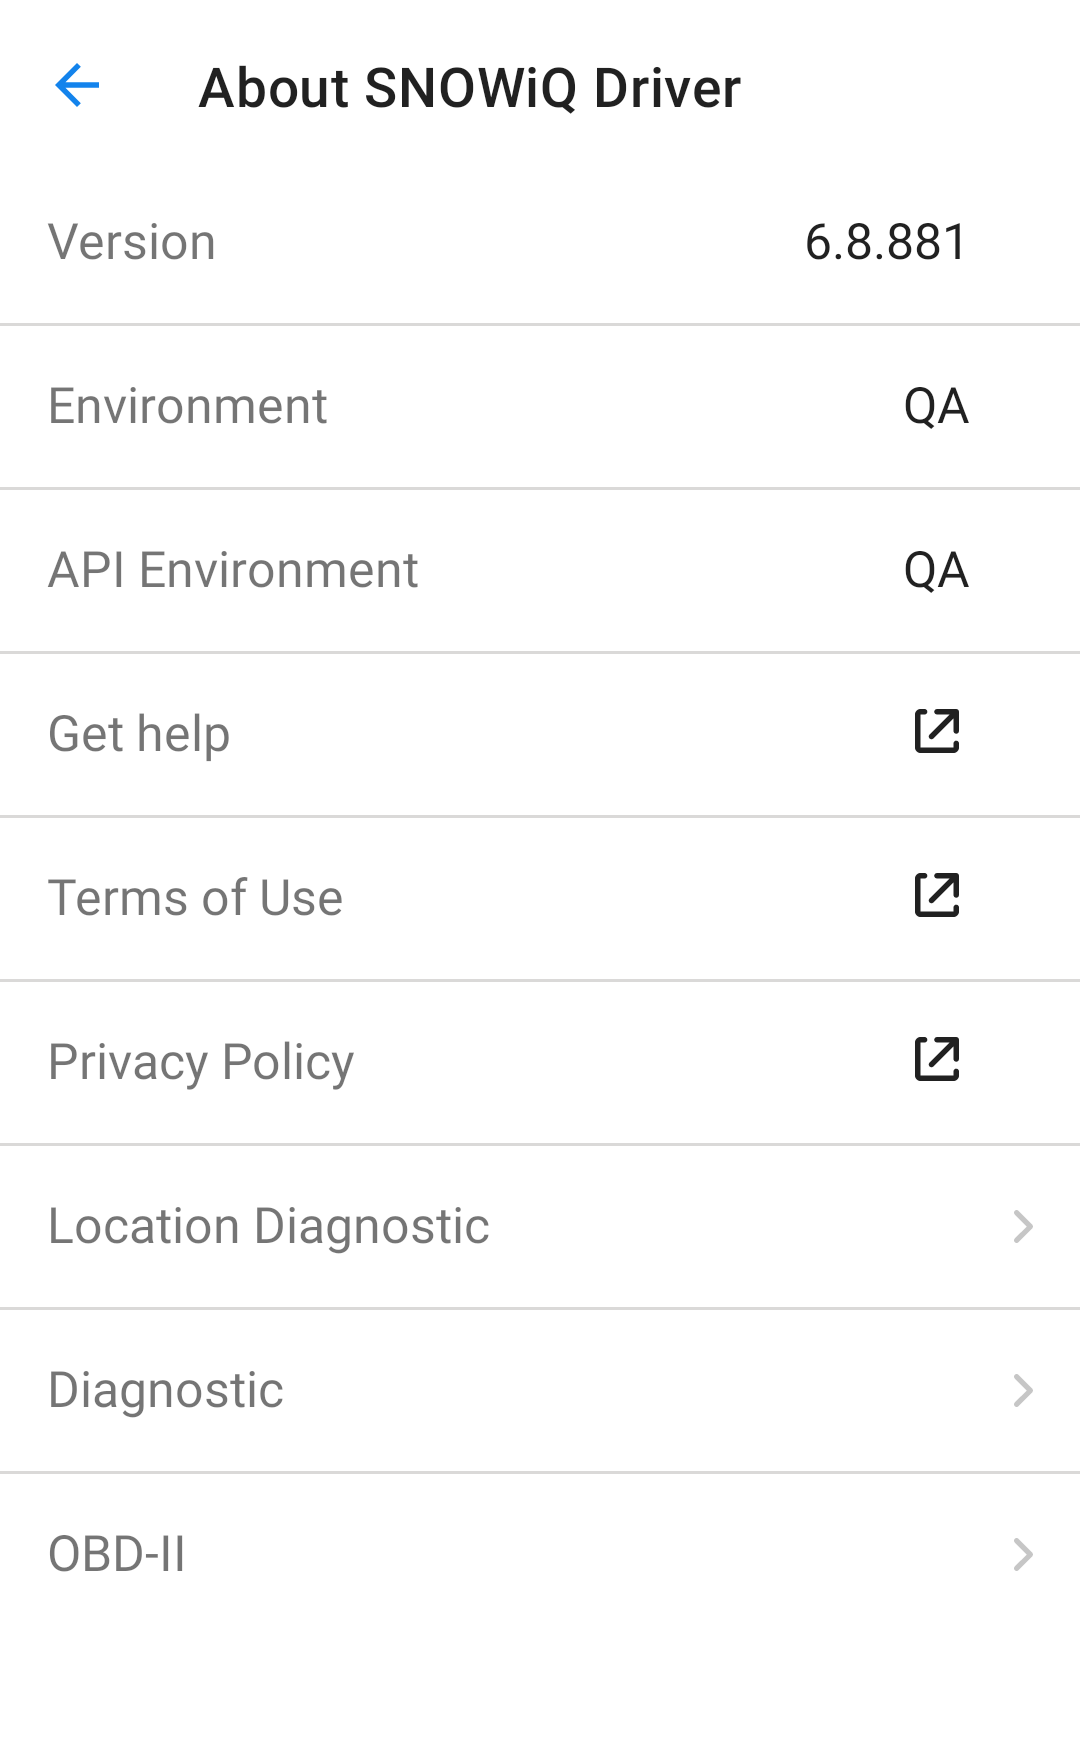 About SNOWiQ Driver
Version 6.8.881
Environment QA
API Environment QA
Get help
Terms of Use
Privacy Policy
Location Diagnostic
Diagnostic
OBD-II